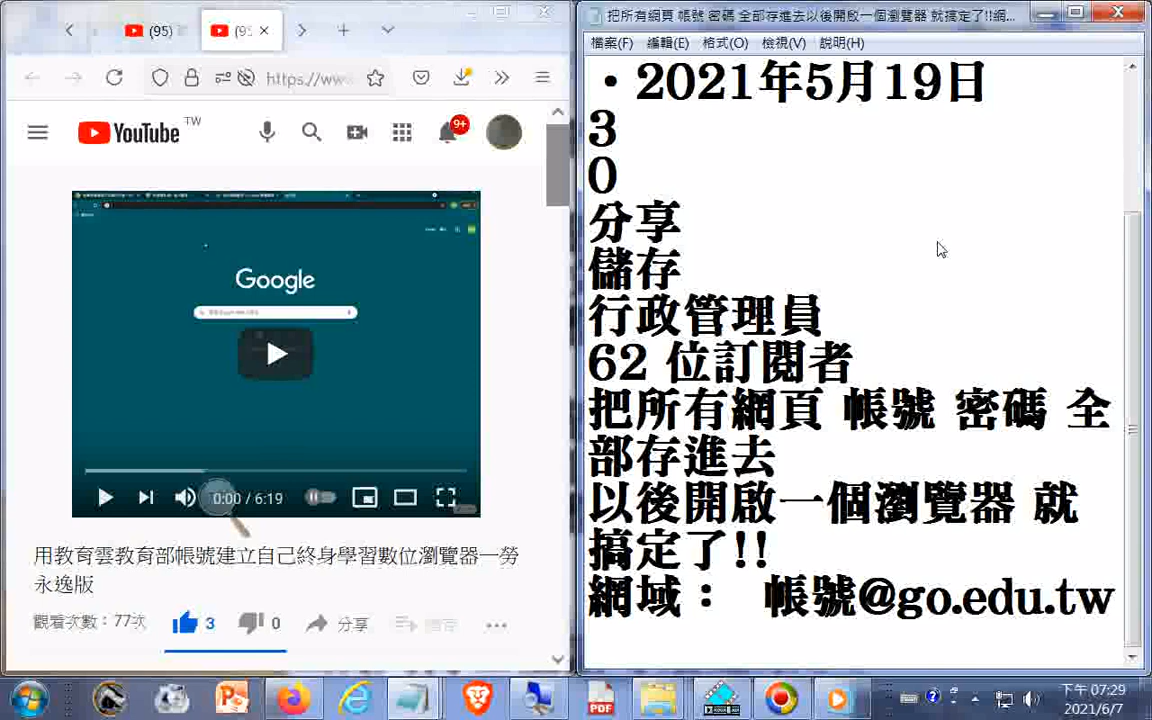 (95)
(95
https://www
YouTube TW
9+
Google
0:00 / 6:19
用教育雲教育部帳號建立自己終身學習數位瀏覽器—勞
永逸版
觀看次數：77次
3
0
分享
把所有網頁 帳號 密碼 全部存進去以後開啟一個瀏覽器 就搞定了!!網...
檔案(F) 編輯(E) 格式(O) 檢視(V) 說明(H)
•2021年5月19日
3
0
分享
儲存
行政管理員
62 位訂閱者
把所有網頁 帳號 密碼 全
部存進去
以後開啟一個瀏覽器 就
搞定了!!
網域： 帳號@go.edu.tw
PDF
下午 07:29
2021/6/7